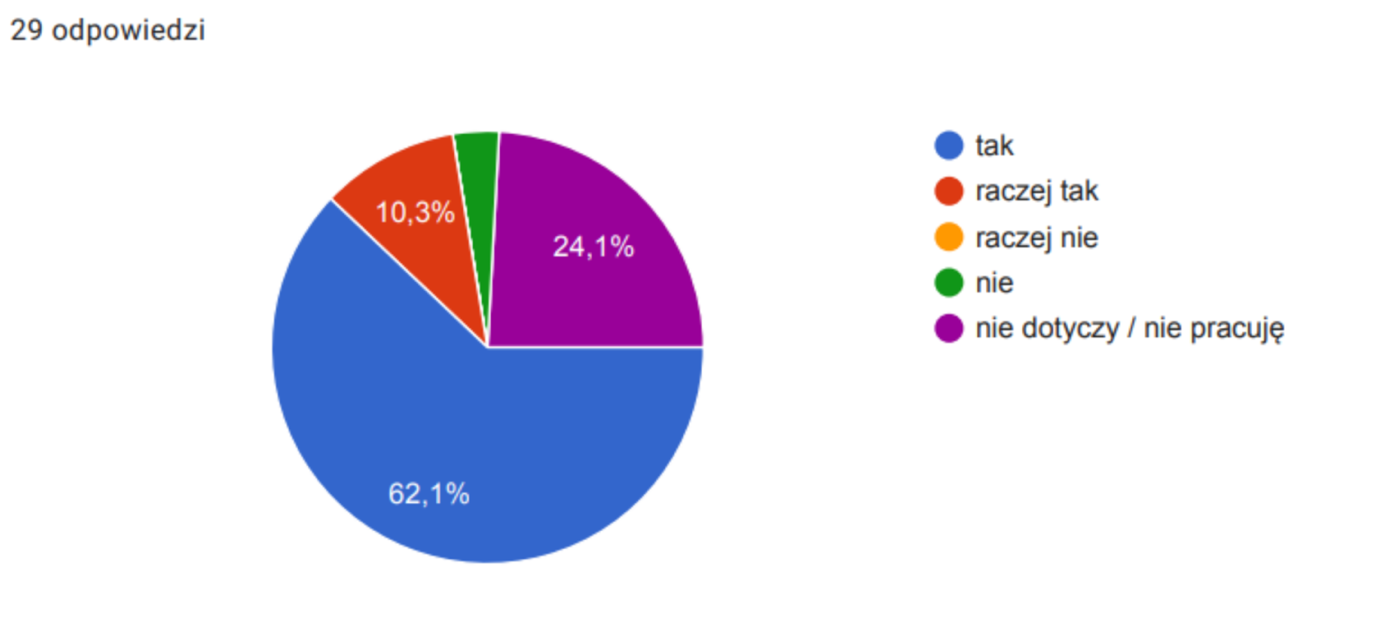 29 odpowiedzi
10,3%
24,1%
62,1%
tak
raczej tak
raczej nie
nie
nie dotyczy / nie pracuję